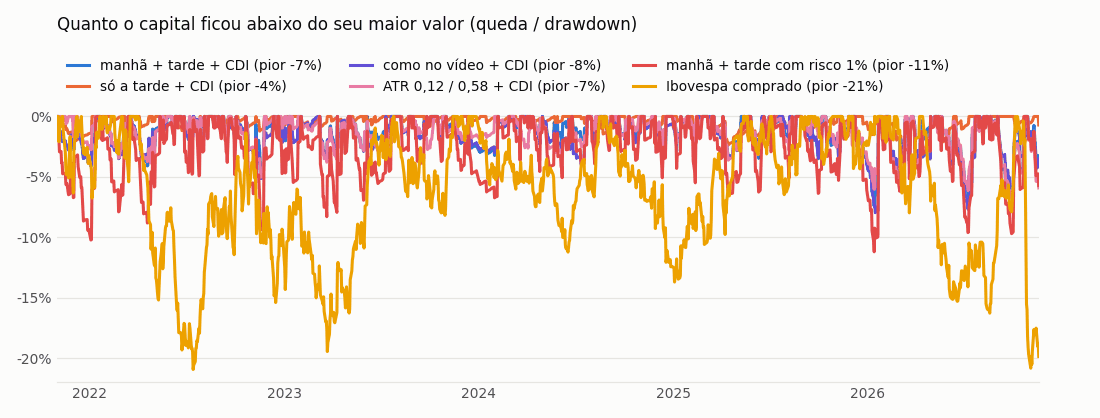 Quanto o capital ficou abaixo do seu maior valor (queda / drawdown)
manhã + tarde + CDI (pior -7%)
como no vídeo + CDI (pior -8%)
manhã + tarde com risco 1% (pior -11%)
só a tarde + CDI (pior -4%)
ATR 0,12 / 0,58 + CDI (pior -7%)
Ibovespa comprado (pior -21%)
0%
-5%
-10%
-15%
-20%
2022
2023
2024
2025
2026